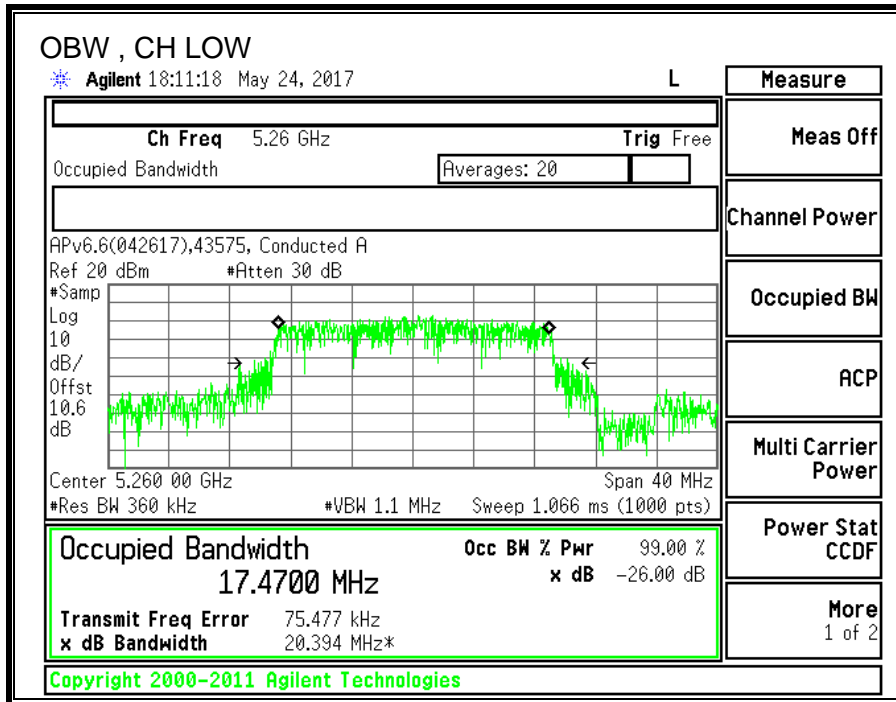 OBW , CH LOW
Agilent 18:11:18 May 24, 2017 L
Ch Freq 5.26 GHz Trig Free
Occupied Bandwidth Averages: 20
APv6.6(042617),43575, Conducted A
Ref 20 dBm #Atten 30 dB
#Samp
Log
10
dB/
Offst
10.6
dB
Center 5.260 00 GHz Span 40 MHz
#Res BW 360 kHz #VBW 1.1 MHz Sweep 1.066 ms (1000 pts)
Occupied Bandwidth Occ BW % Pwr 99.00 %
17.4700 MHz x dB -26.00 dB
Transmit Freq Error 75.477 kHz
x dB Bandwidth 20.394 MHz*
Copyright 2000-2011 Agilent Technologies
Measure
Meas Off
Channel Power
Occupied BW
ACP
Multi Carrier
Power
Power Stat
CCDF
More
1 of 2